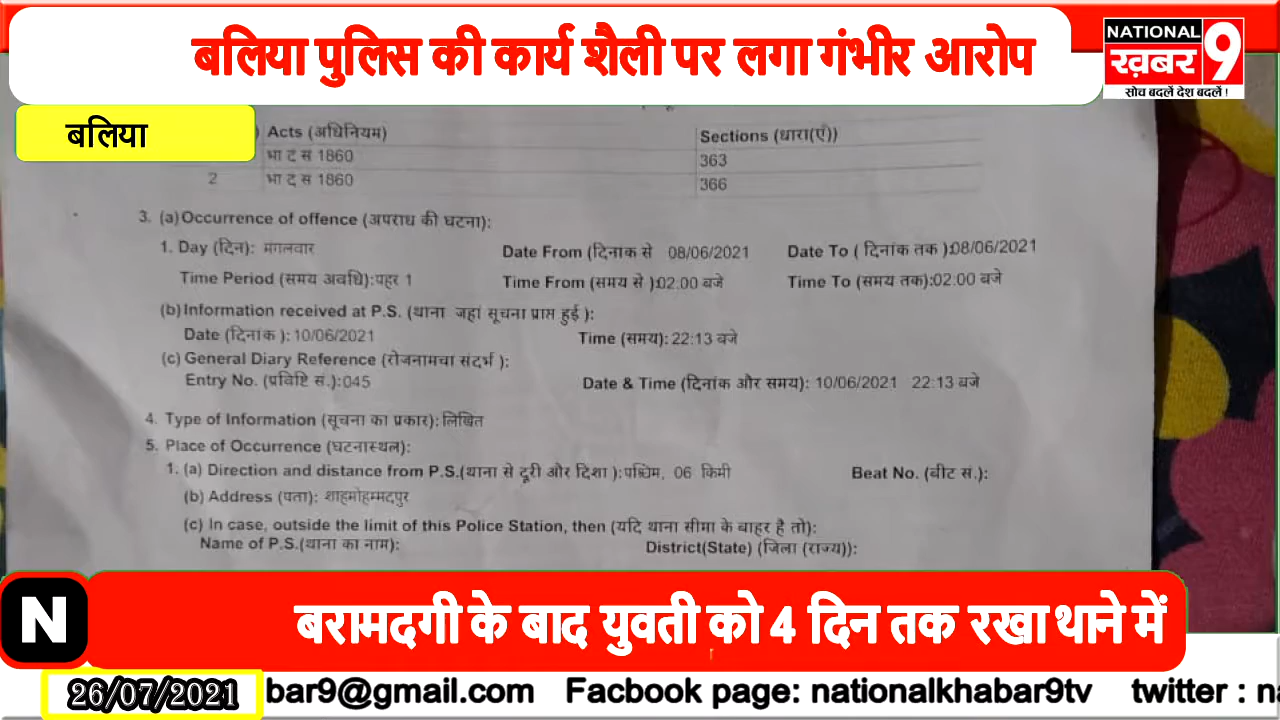 बलिया पुलिस की कार्य शैली पर लगा गंभीर आरोप
NATIONAL
ख़बर 9
सोच बदलें देश बदलें !
बलिया
) Acts (अधिनियम) Sections (धारा(एँ))
भा द स 1860 363
2 भा द स 1860 366
3. (a) Occurrence of offence (अपराध की घटना):
1. Day (दिन): मंगलवार Date From (दिनांक से 08/06/2021 Date To ( दिनांक तक ):08/06/2021
Time Period (समय अवधि): पहर 1 Time From (समय से ):02:00 बजे Time To (समय तक):02:00 बजे
(b) Information received at P.S. (थाना जहां सूचना प्राप्त हुई ):
Date (दिनांक ): 10/06/2021 Time (समय): 22:13 बजे
(c) General Diary Reference (रोजनामचा संदर्भ ):
Entry No. (प्रविष्टि सं.): 045 Date & Time (दिनांक और समय): 10/06/2021 22:13 बजे
4. Type of Information (सूचना का प्रकार): लिखित
5. Place of Occurrence (घटनास्थल):
1. (a) Direction and distance from P.S.(थाना से दूरी और दिशा ): पश्चिम, 06 किमी Beat No. (बीट सं.):
(b) Address (पता): शाहमोहम्मदपुर
(c) In case, outside the limit of this Police Station, then (यदि थाना सीमा के बाहर है तो):
Name of P.S.(थाना का नाम): District(State) (जिला (राज्य)):
N बरामदगी के बाद युवती को 4 दिन तक रखा थाने में
26/07/2021 bar9@gmail.com Facbook page: nationalkhabar9tv twitter : na